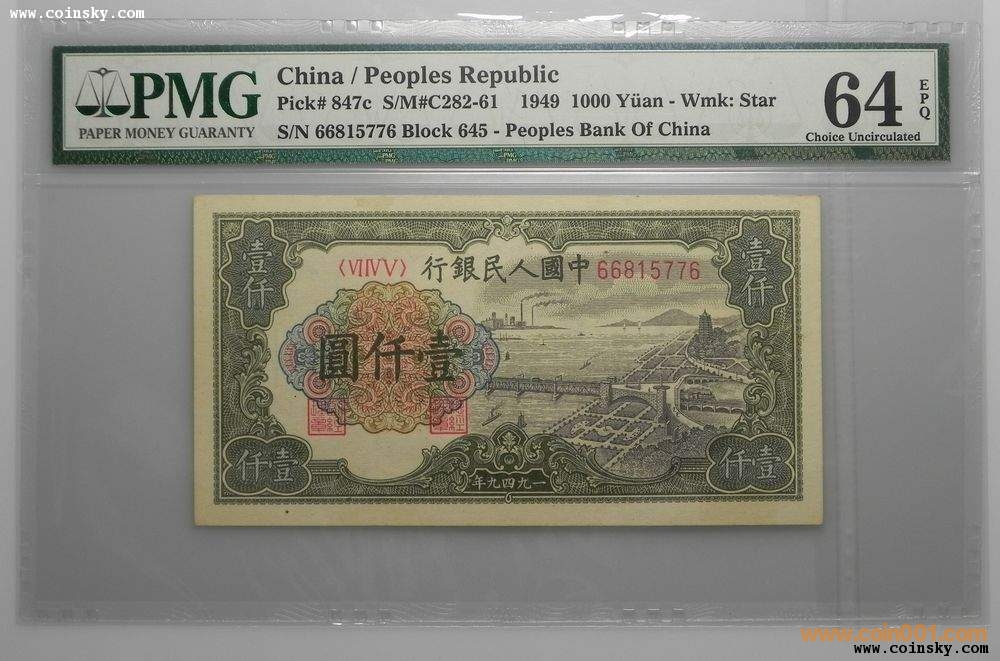 www.coinsky.com
PMG
PAPER MONEY GUARANTY
China / Peoples Republic
Pick# 847c S/M#C282-61 1949 1000 Yüan - Wmk: Star
S/N 66815776 Block 645 - Peoples Bank Of China
64
EPQ
Choice Uncirculated
壹仟
行銀民人國中
〈VIIVV〉
66815776
壹仟
圓仟壹
仟壹
年九四九一
仟壹
www.coin001.com
www.coinsky.com